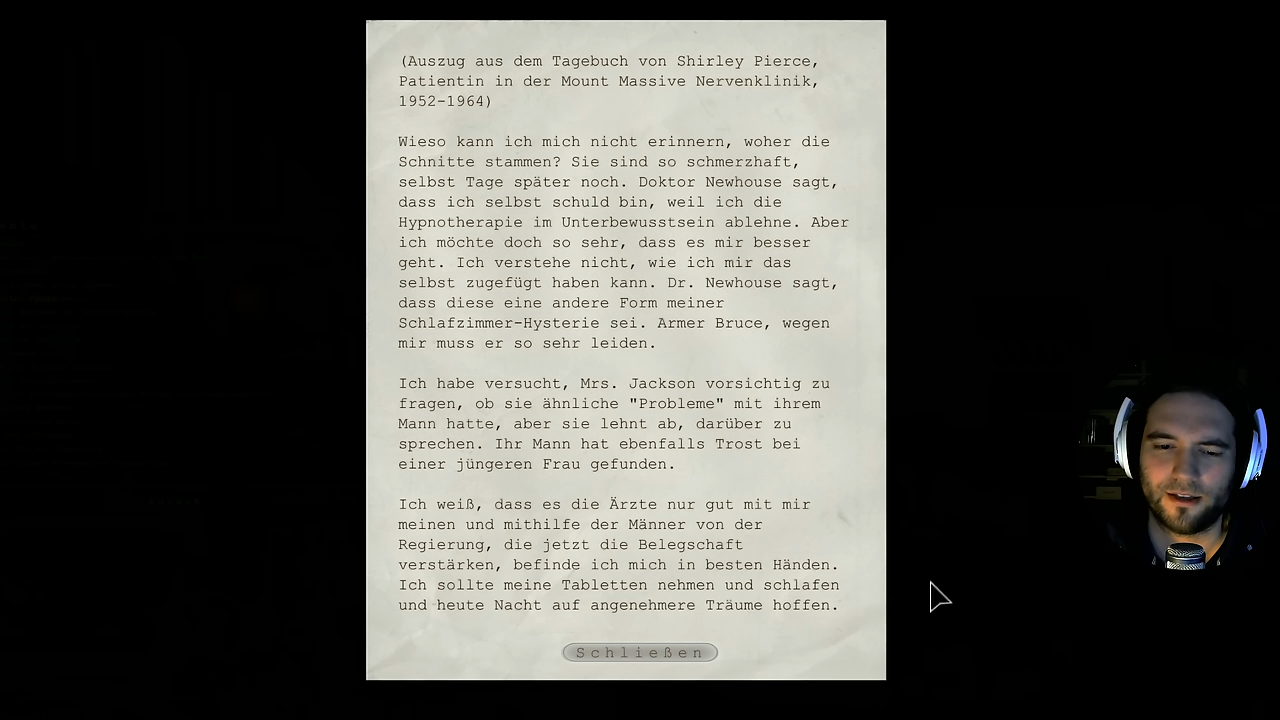 (Auszug aus dem Tagebuch von Shirley Pierce,
Patientin in der Mount Massive Nervenklinik,
1952-1964)
Wieso kann ich mich nicht erinnern, woher die
Schnitte stammen? Sie sind so schmerzhaft,
selbst Tage später noch. Doktor Newhouse sagt,
dass ich selbst schuld bin, weil ich die
Hypnotherapie im Unterbewusstsein ablehne. Aber
ich möchte doch so sehr, dass es mir besser
geht. Ich verstehe nicht, wie ich mir das
selbst zugefügt haben kann. Dr. Newhouse sagt,
dass diese eine andere Form meiner
Schlafzimmer-Hysterie sei. Armer Bruce, wegen
mir muss er so sehr leiden.
Ich habe versucht, Mrs. Jackson vorsichtig zu
fragen, ob sie ähnliche "Probleme" mit ihrem
Mann hatte, aber sie lehnt ab, darüber zu
sprechen. Ihr Mann hat ebenfalls Trost bei
einer jüngeren Frau gefunden.
Ich weiß, dass es die Ärzte nur gut mit mir
meinen und mithilfe der Männer von der
Regierung, die jetzt die Belegschaft
verstärken, befinde ich mich in besten Händen.
Ich sollte meine Tabletten nehmen und schlafen
und heute Nacht auf angenehmere Träume hoffen.
Schließen